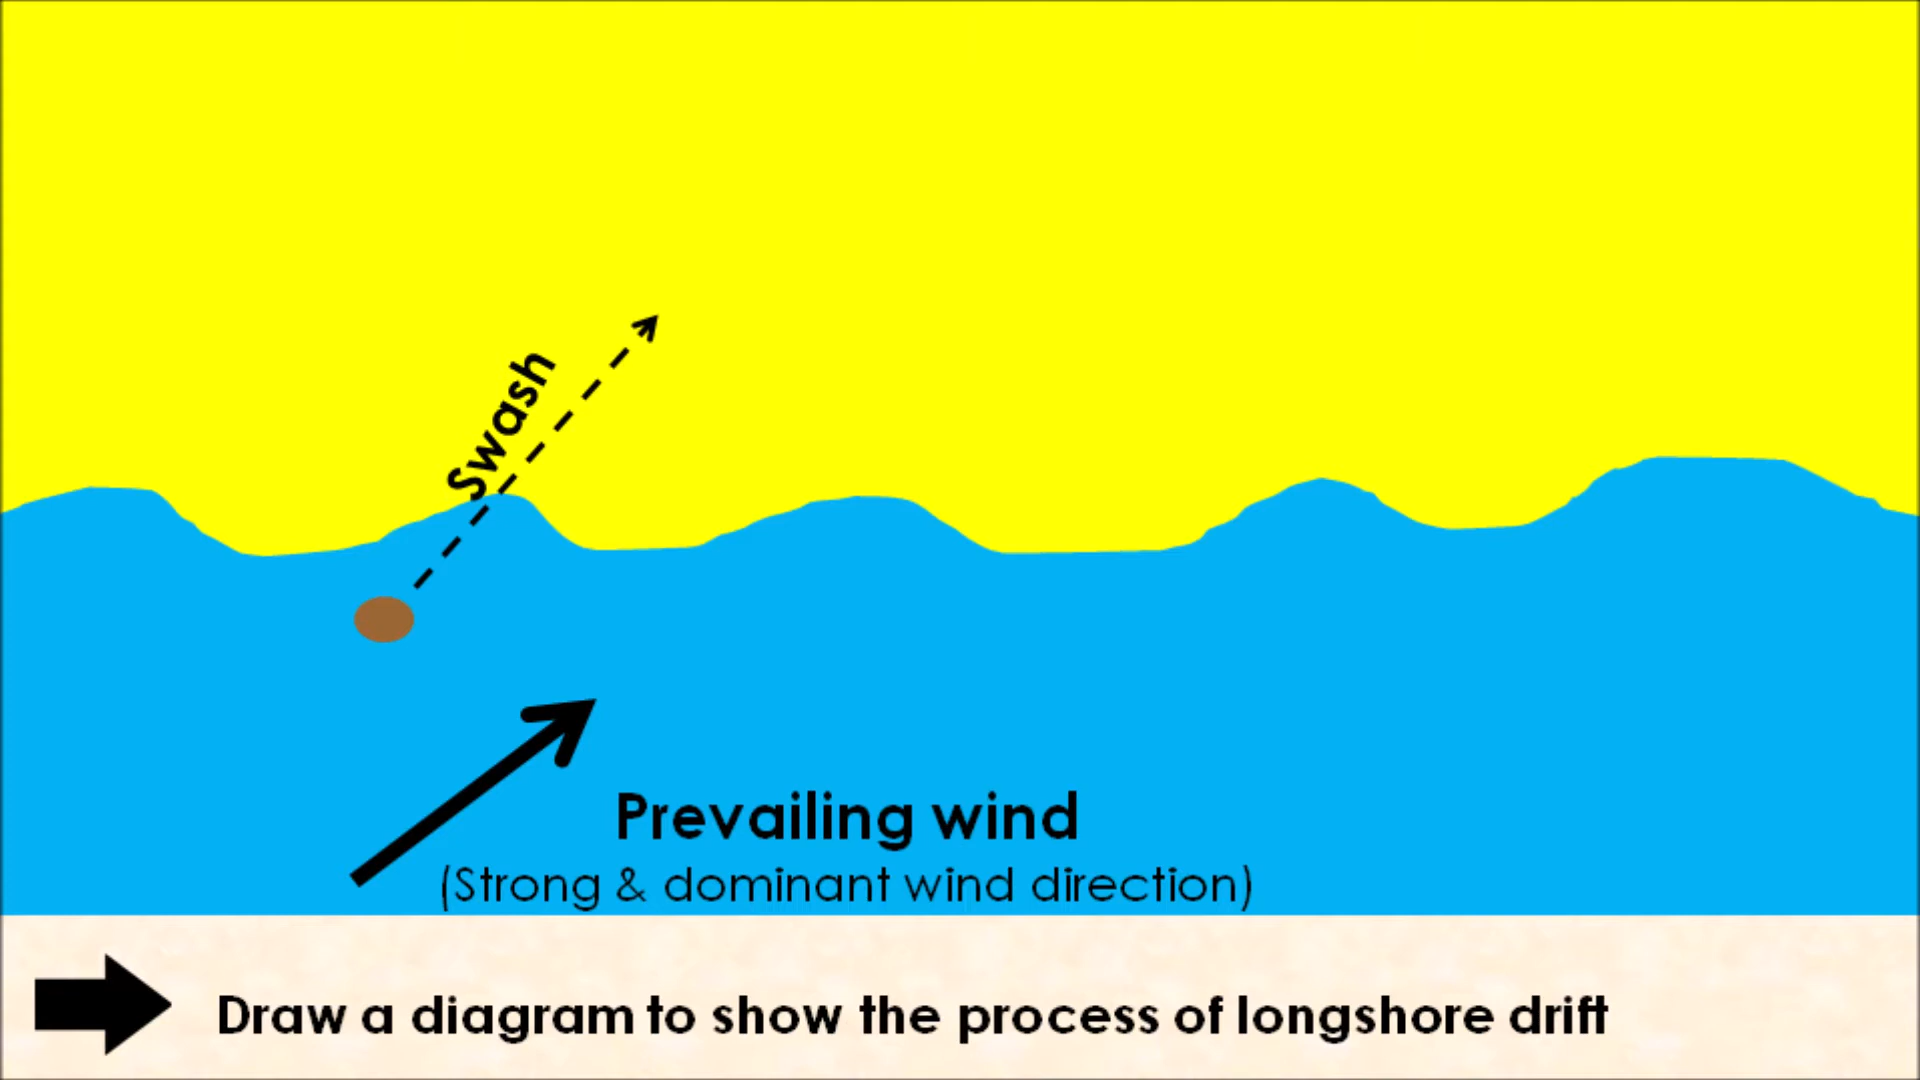 Swash
Prevailing wind
(Strong & dominant wind direction)
Draw a diagram to show the process of longshore drift